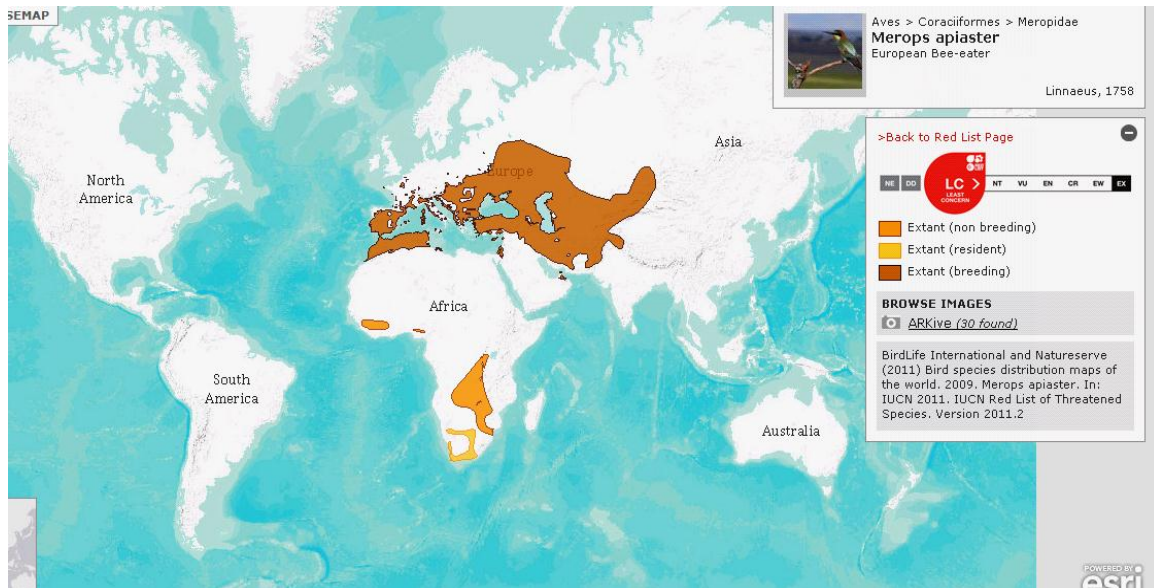 SEMAP
Aves > Coraciiformes > Meropidae
Merops apiaster
European Bee-eater
Linnaeus, 1758
>Back to Red List Page
NE DD LC > NT VU EN CR EW EX
LEAST
CONCERN
Extant (non breeding)
Extant (resident)
Extant (breeding)
BROWSE IMAGES
ARKive (30 found)
BirdLife International and Natureserve
(2011) Bird species distribution maps of
the world. 2009. Merops apiaster. In:
IUCN 2011. IUCN Red List of Threatened
Species. Version 2011.2
North
America
South
America
Europe
Asia
Africa
Australia
POWERED BY
esri